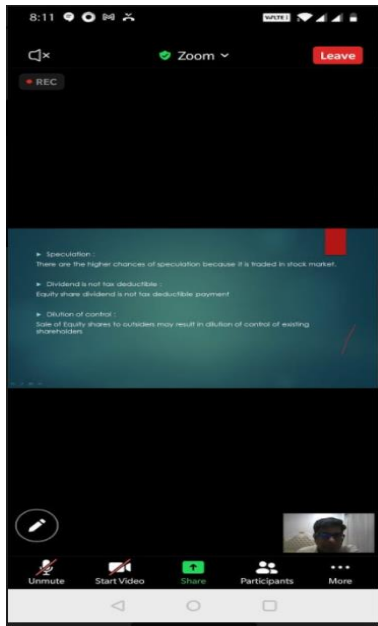 8:11
VoLTE
Zoom
Leave
REC
► Speculation :
There are the higher chances of speculation because it is traded in stock market.
► Dividend is not tax deductible :
Equity share dividend is not tax deductible payment
► Dilution of control :
Sale of Equity shares to outsiders may result in dilution of control of existing
shareholders
Unmute
Start Video
Share
Participants
More